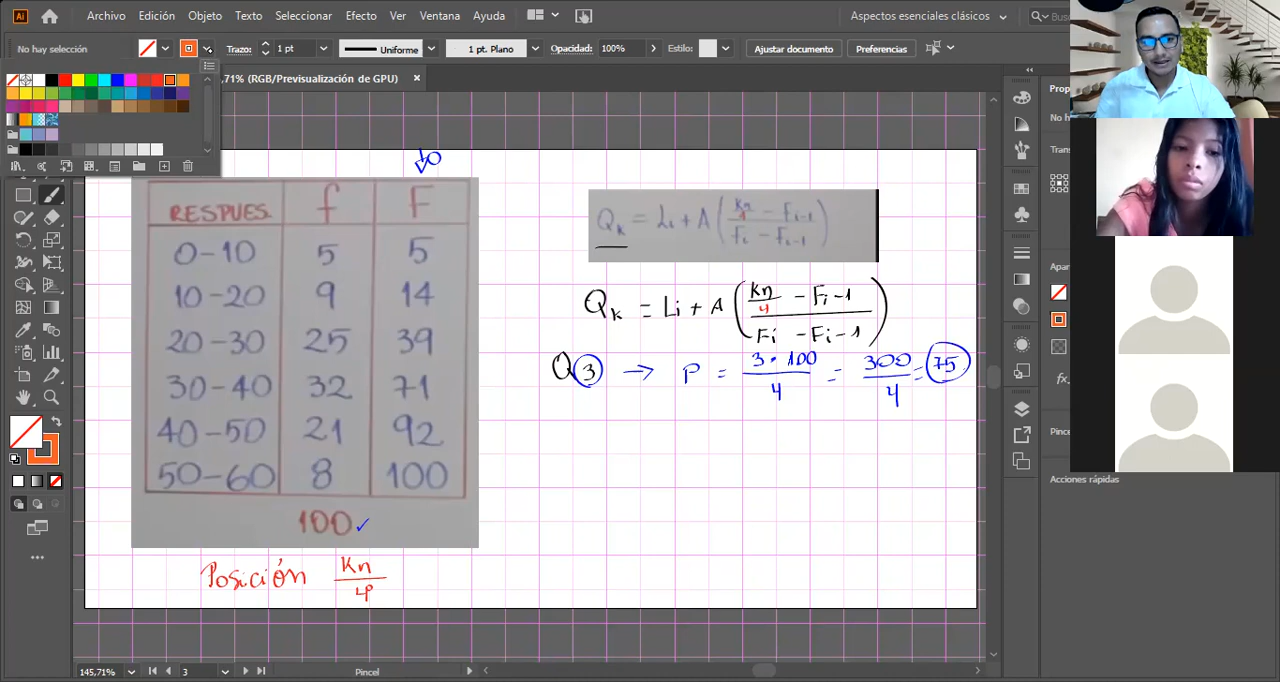 Ai Archivo Edición Objeto Texto Seleccionar Efecto Ver Ventana Ayuda Aspectos esenciales clásicos
No hay selección Trazo: 1 pt Uniforme 1 pt. Plano Opacidad: 100% Estilo: Ajustar documento Preferencias
,71% (RGB/Previsualización de GPU) ×
RESPUES. f F
0-10 5 5
10-20 9 14
20-30 25 39
30-40 32 71
40-50 21 92
50-60 8 100
100 ✓
Posición kn/4
Qk = Li + A (kn/4 - Fi-1 / Fi - Fi-1)
Qk = Li + A (kn/4 - Fi-1 / Fi - Fi-1)
Q3 → P = 3·100/4 = 300/4 = 75
Acciones rápidas
145,71% 3 Pincel